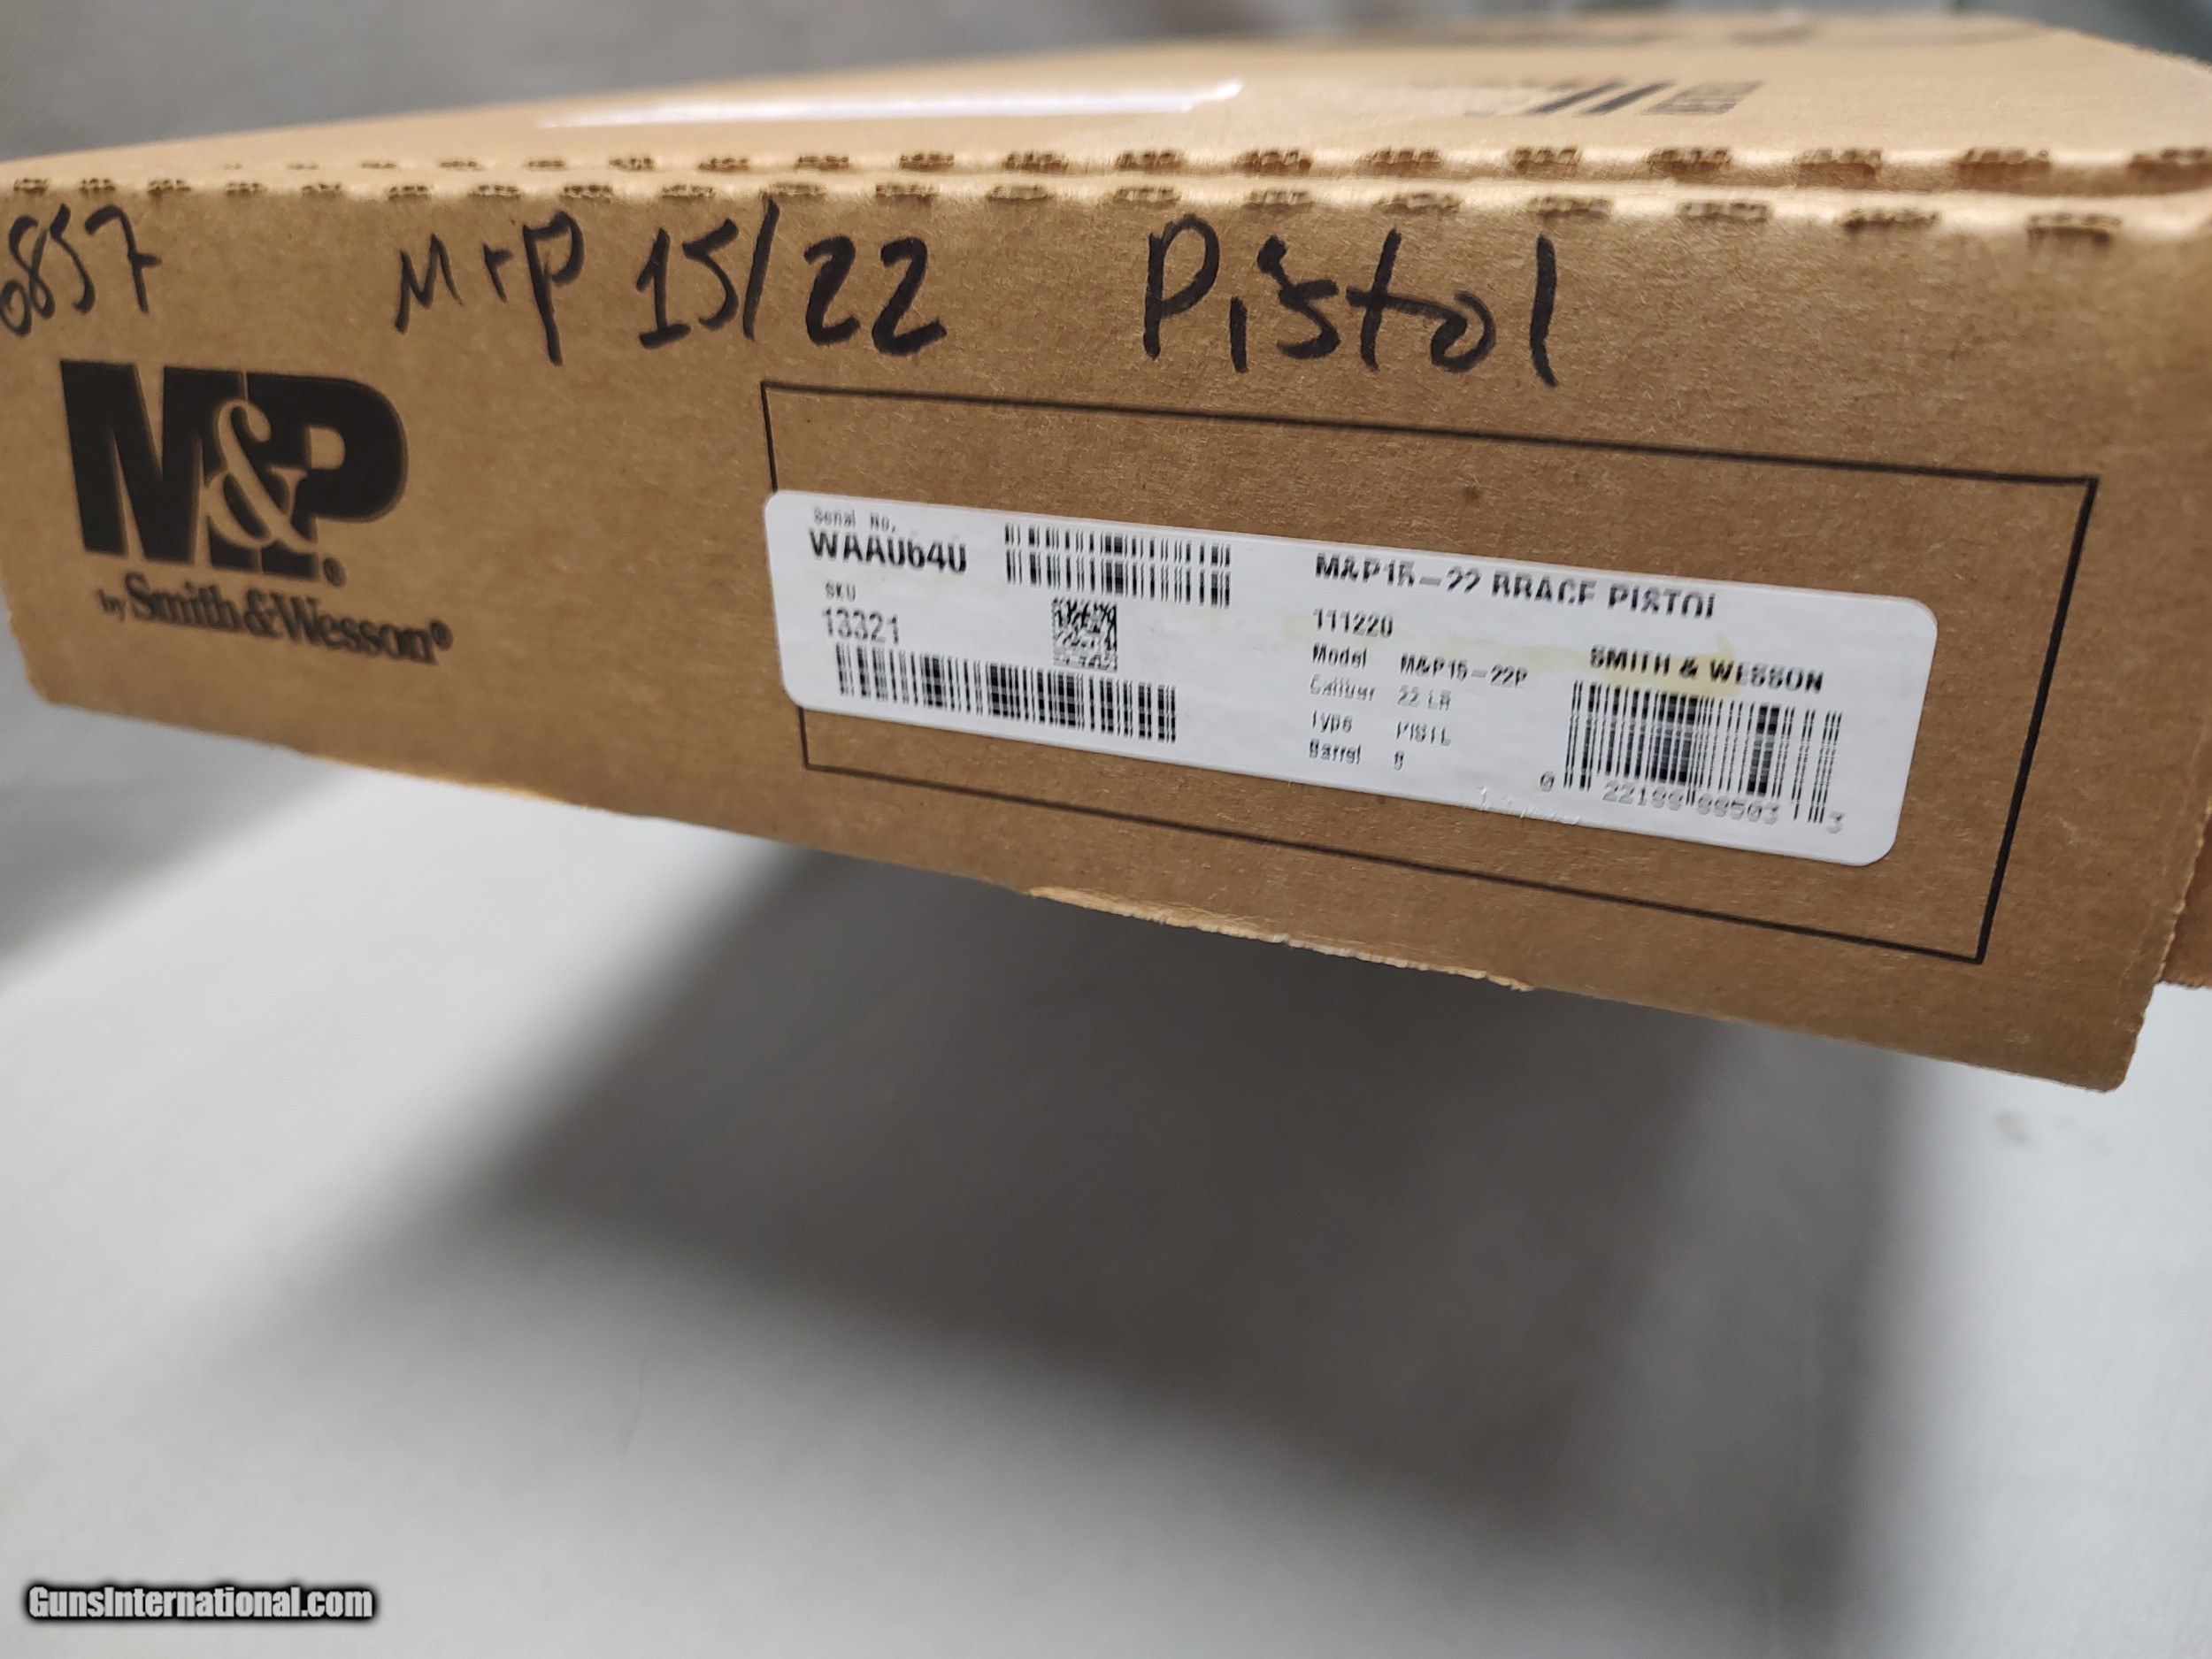 6857 M+P 15/22 Pistol
M&P®
by Smith&Wesson®
Serial No.
WAA0640
SKU
13321
M&P15-22 BRACE PISTOL
111220
Model M&P15-22P
Caliber 22 LR
Type PISTL
Barrel 8
SMITH & WESSON
GunsInternational.com